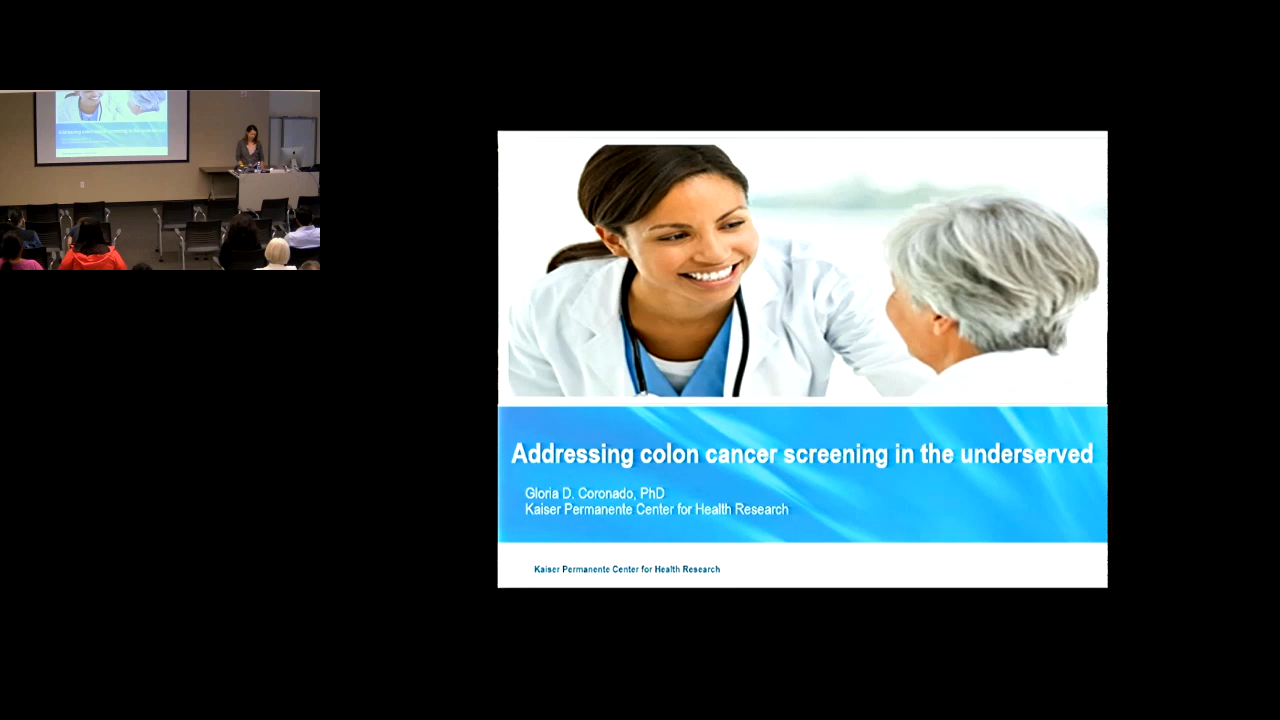 Addressing colon cancer screening in the underserved
Gloria D. Coronado, PhD
Kaiser Permanente Center for Health Research
Kaiser Permanente Center for Health Research